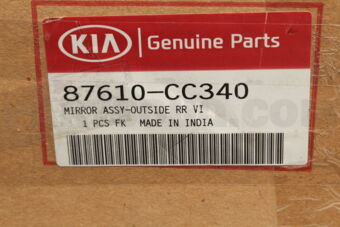 KIA Genuine Parts
87610-CC340
MIRROR ASSY-OUTSIDE RR VI
1 PCS FK MADE IN INDIA